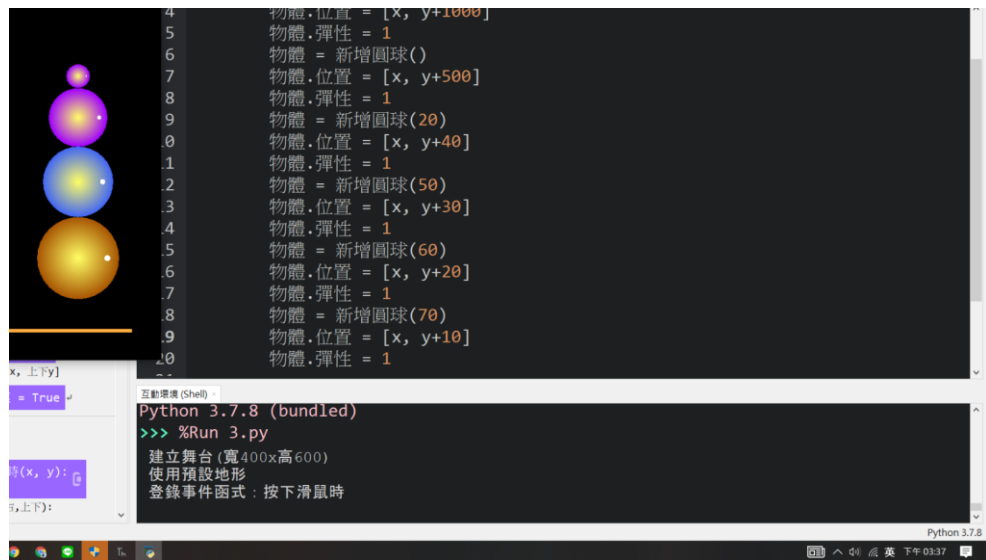 4 物體.位置 = [x, y+1000]
5 物體.彈性 = 1
6 物體 = 新增圓球()
7 物體.位置 = [x, y+500]
8 物體.彈性 = 1
9 物體 = 新增圓球(20)
0 物體.位置 = [x, y+40]
1 物體.彈性 = 1
2 物體 = 新增圓球(50)
3 物體.位置 = [x, y+30]
4 物體.彈性 = 1
5 物體 = 新增圓球(60)
6 物體.位置 = [x, y+20]
7 物體.彈性 = 1
8 物體 = 新增圓球(70)
9 物體.位置 = [x, y+10]
20 物體.彈性 = 1
x, 上下y]
= True
時(x, y):
,上下):
互動環境 (Shell)
Python 3.7.8 (bundled)
>>> %Run 3.py
建立舞台(寬400x高600)
使用預設地形
登錄事件函式：按下滑鼠時
Python 3.7.8
英 下午 03:37